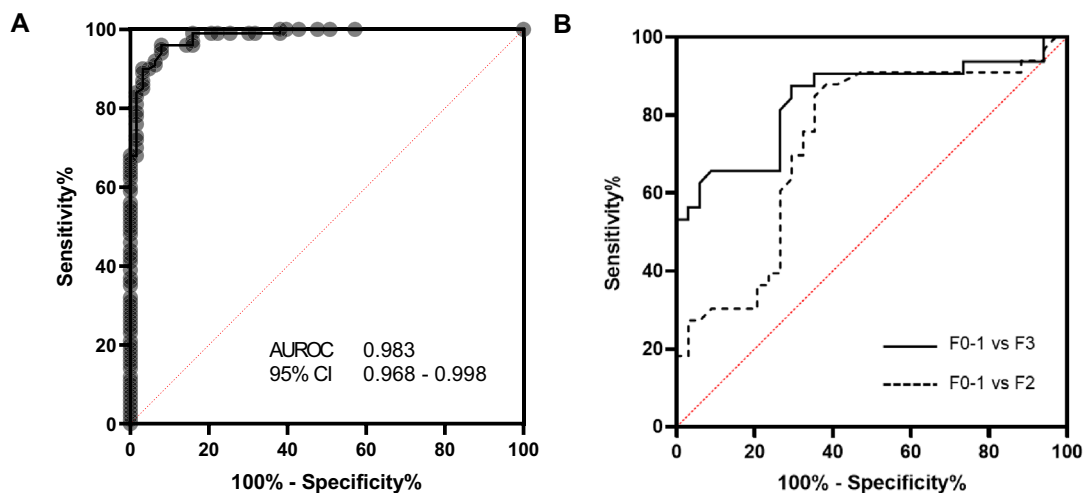 A
Sensitivity%
100
80
60
40
20
0
AUROC 0.983
95% CI 0.968 - 0.998
0 20 40 60 80 100
100% - Specificity%
B
Sensitivity%
100
80
60
40
20
0
F0-1 vs F3
F0-1 vs F2
0 20 40 60 80 100
100% - Specificity%